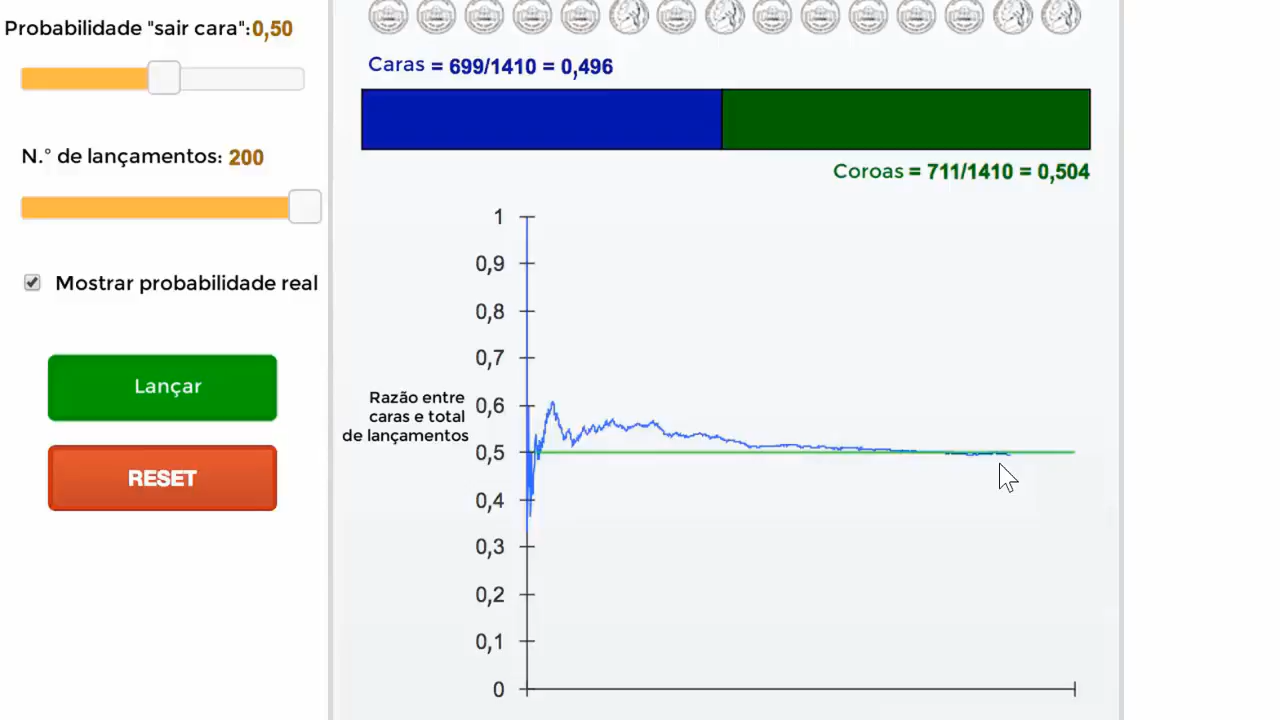 Probabilidade "sair cara":0,50
N.° de lançamentos: 200
Mostrar probabilidade real
Lançar
RESET
Caras = 699/1410 = 0,496
Coroas = 711/1410 = 0,504
Razão entre
caras e total
de lançamentos
1
0,9
0,8
0,7
0,6
0,5
0,4
0,3
0,2
0,1
0